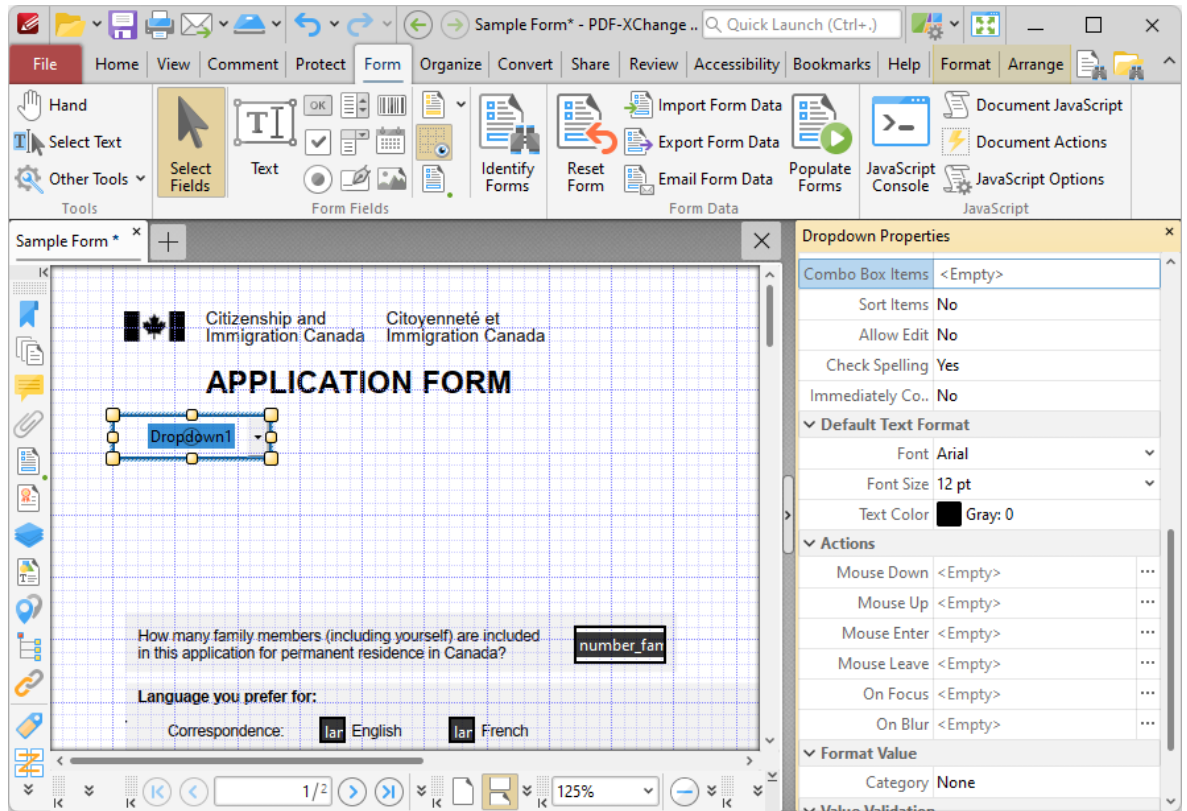 Sample Form* - PDF-XChange ..
Quick Launch (Ctrl+.)
File Home View Comment Protect Form Organize Convert Share Review Accessibility Bookmarks Help Format Arrange
Hand
Select Text
Other Tools
Tools
Select Fields
Text
OK
Form Fields
Identify Forms
Reset Form
Import Form Data
Export Form Data
Email Form Data
Populate Forms
Form Data
JavaScript Console
Document JavaScript
Document Actions
JavaScript Options
JavaScript
Sample Form *
Citizenship and
Immigration Canada
Citoyenneté et
Immigration Canada
APPLICATION FORM
Dropdown1
How many family members (including yourself) are included
in this application for permanent residence in Canada?
number_fan
Language you prefer for:
Correspondence: lar English lar French
1/2
125%
Dropdown Properties
Combo Box Items <Empty>
Sort Items No
Allow Edit No
Check Spelling Yes
Immediately Co.. No
Default Text Format
Font Arial
Font Size 12 pt
Text Color Gray: 0
Actions
Mouse Down <Empty> ...
Mouse Up <Empty> ...
Mouse Enter <Empty> ...
Mouse Leave <Empty> ...
On Focus <Empty> ...
On Blur <Empty> ...
Format Value
Category None
Value Validation